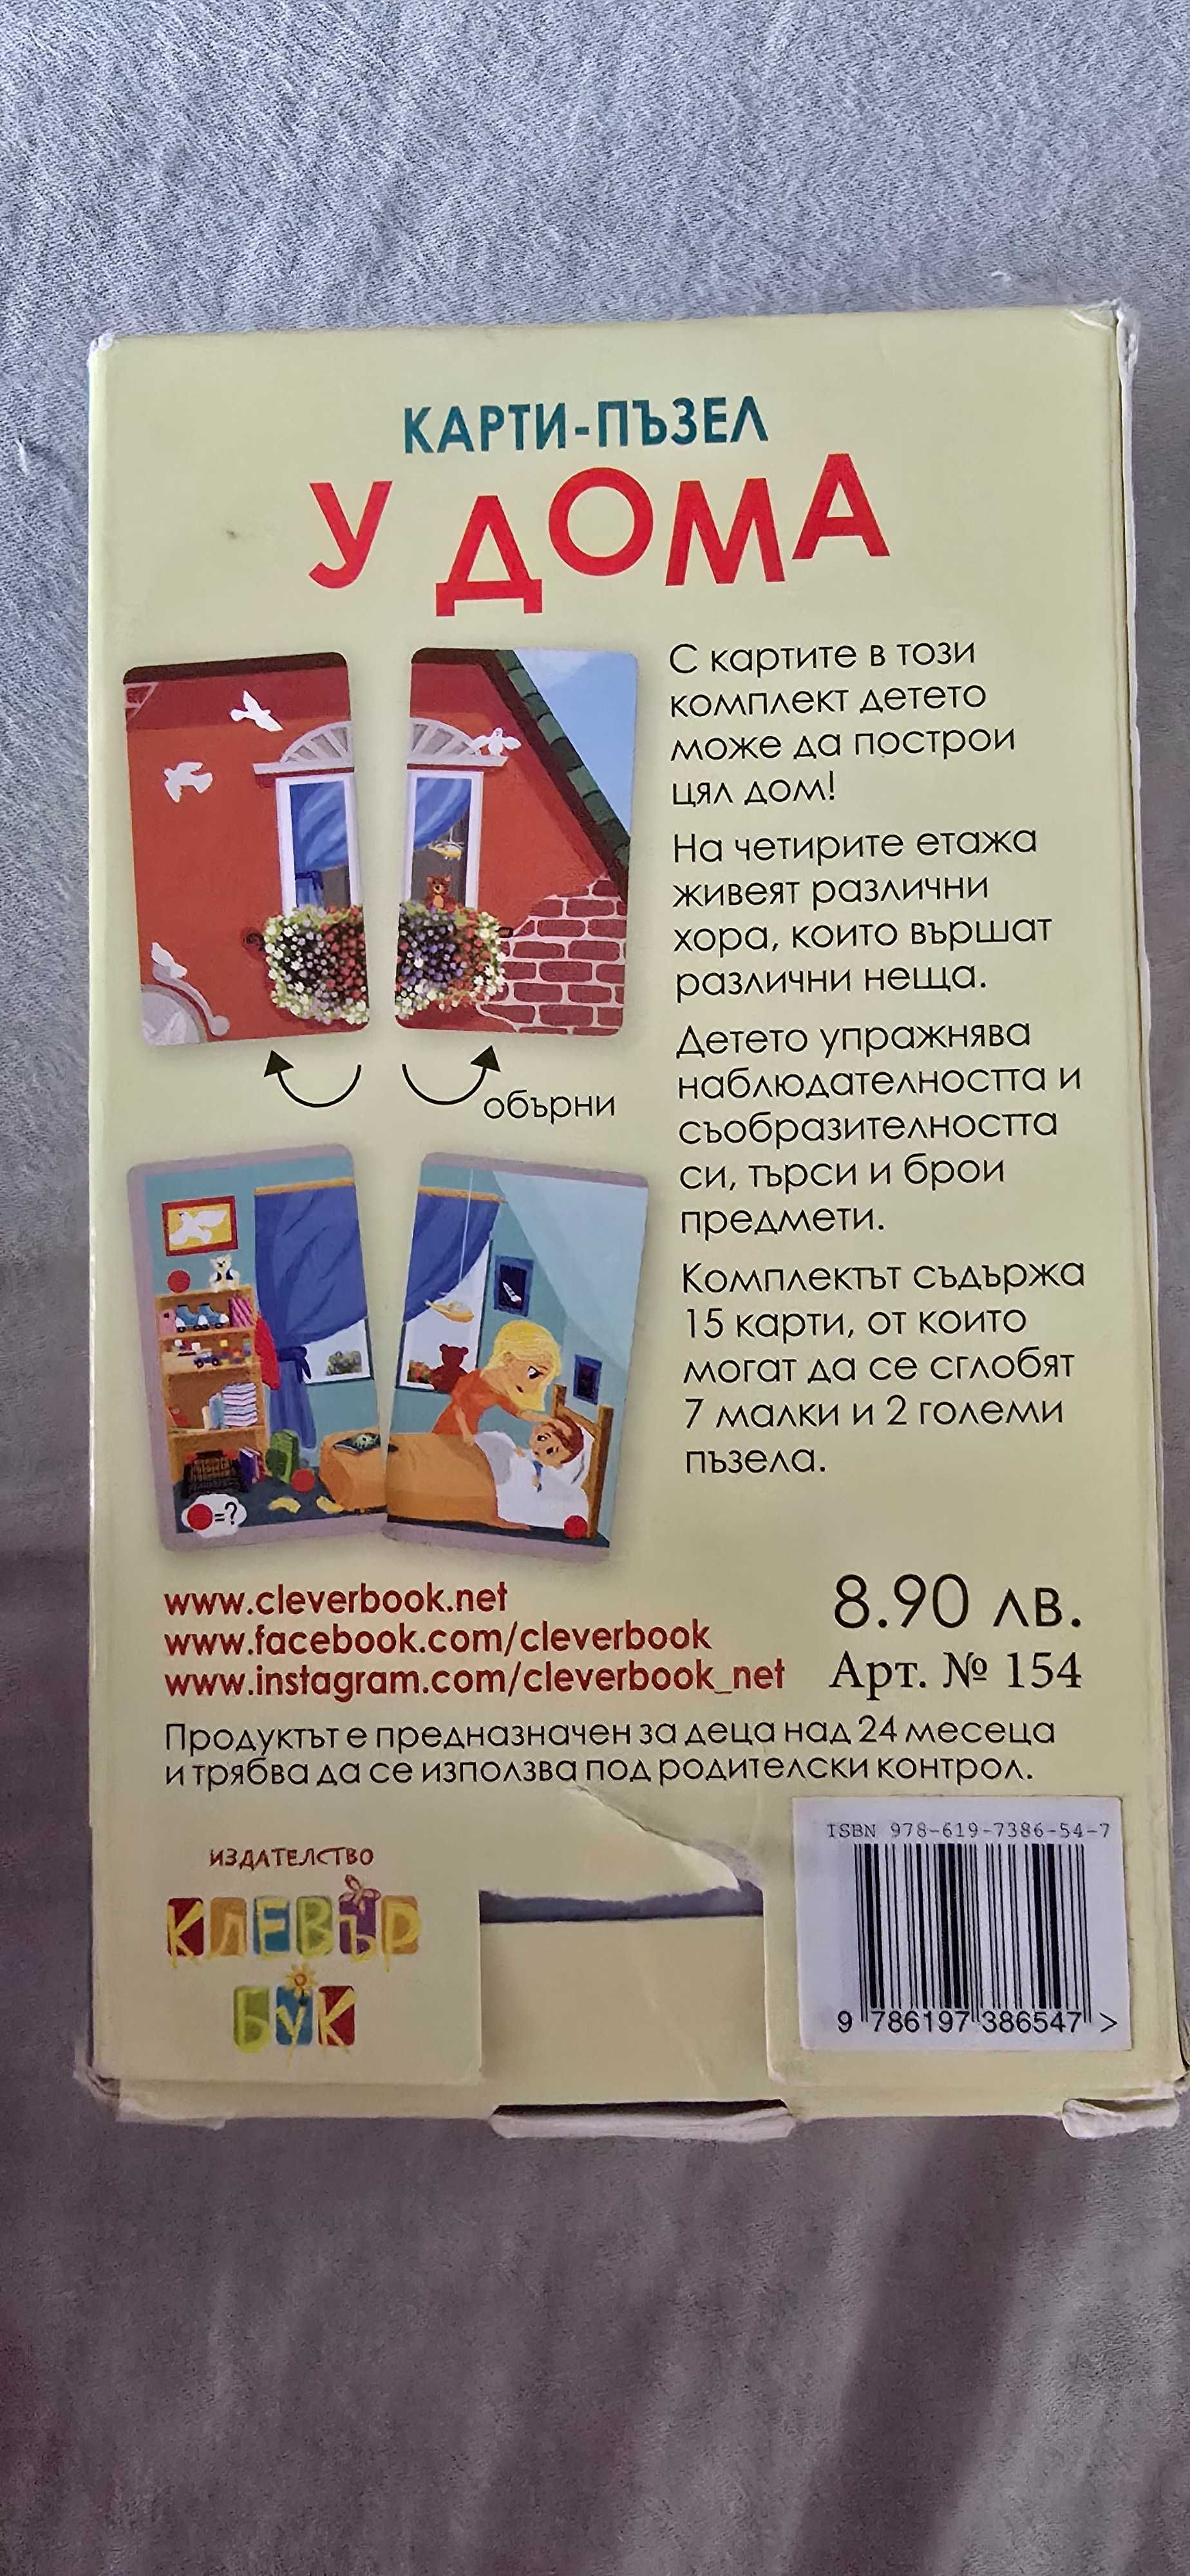 КАРТИ-ПЪЗЕЛ
У ДОМА
С картите в този
комплект детето
може да построи
цял дом!
На четирите етажа
живеят различни
хора, които вършат
различни неща.
Детето упражнява
наблюдателността и
съобразителността
си, търси и брои
предмети.
Комплектът съдържа
15 карти, от които
могат да се сглобят
7 малки и 2 големи
пъзела.
обърни
=?
www.cleverbook.net
www.facebook.com/cleverbook
www.instagram.com/cleverbook_net
8.90 лв.
Арт. № 154
Продуктът е предназначен за деца над 24 месеца
и трябва да се използва под родителски контрол.
ИЗДАТЕЛСТВО
КЛЕВЪР
БУК
ISBN 978-619-7386-54-7
9 786197 386547 >